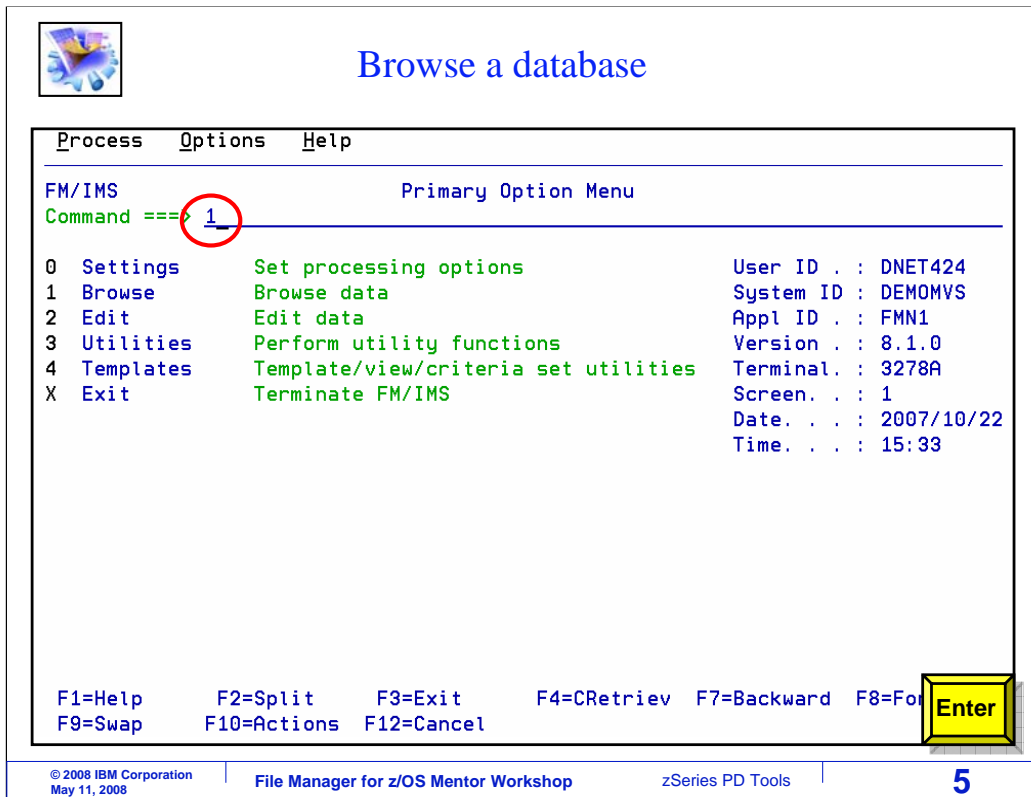 Browse a database
Process   Options   Help
FM/IMS   Primary Option Menu
Command ===> 1_
0 Settings   Set processing options   User ID . : DNET424
1 Browse   Browse data   System ID : DEMOMVS
2 Edit   Edit data   Appl ID . : FMN1
3 Utilities   Perform utility functions   Version . : 8.1.0
4 Templates   Template/view/criteria set utilities   Terminal. : 3278A
X Exit   Terminate FM/IMS   Screen. . : 1
Date. . . : 2007/10/22
Time. . . : 15:33
F1=Help   F2=Split   F3=Exit   F4=CRetriev   F7=Backward   F8=For
F9=Swap   F10=Actions   F12=Cancel
Enter
© 2008 IBM Corporation
May 11, 2008
File Manager for z/OS Mentor Workshop   zSeries PD Tools   5